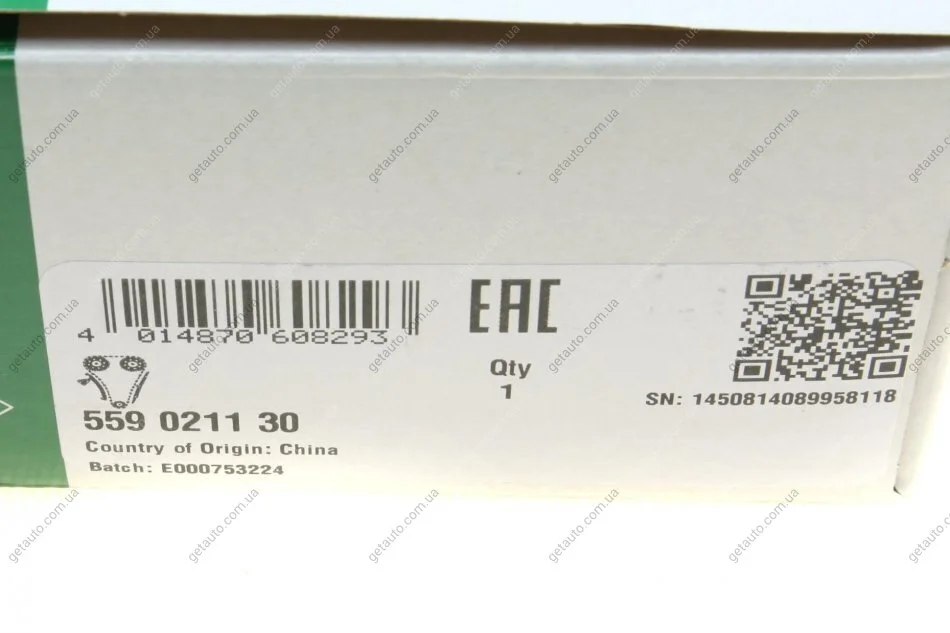 4 014870 608293
EAC
Qty
1
SN: 1450814089958118
559 0211 30
Country of Origin: China
Batch: E000753224
getauto.com.ua